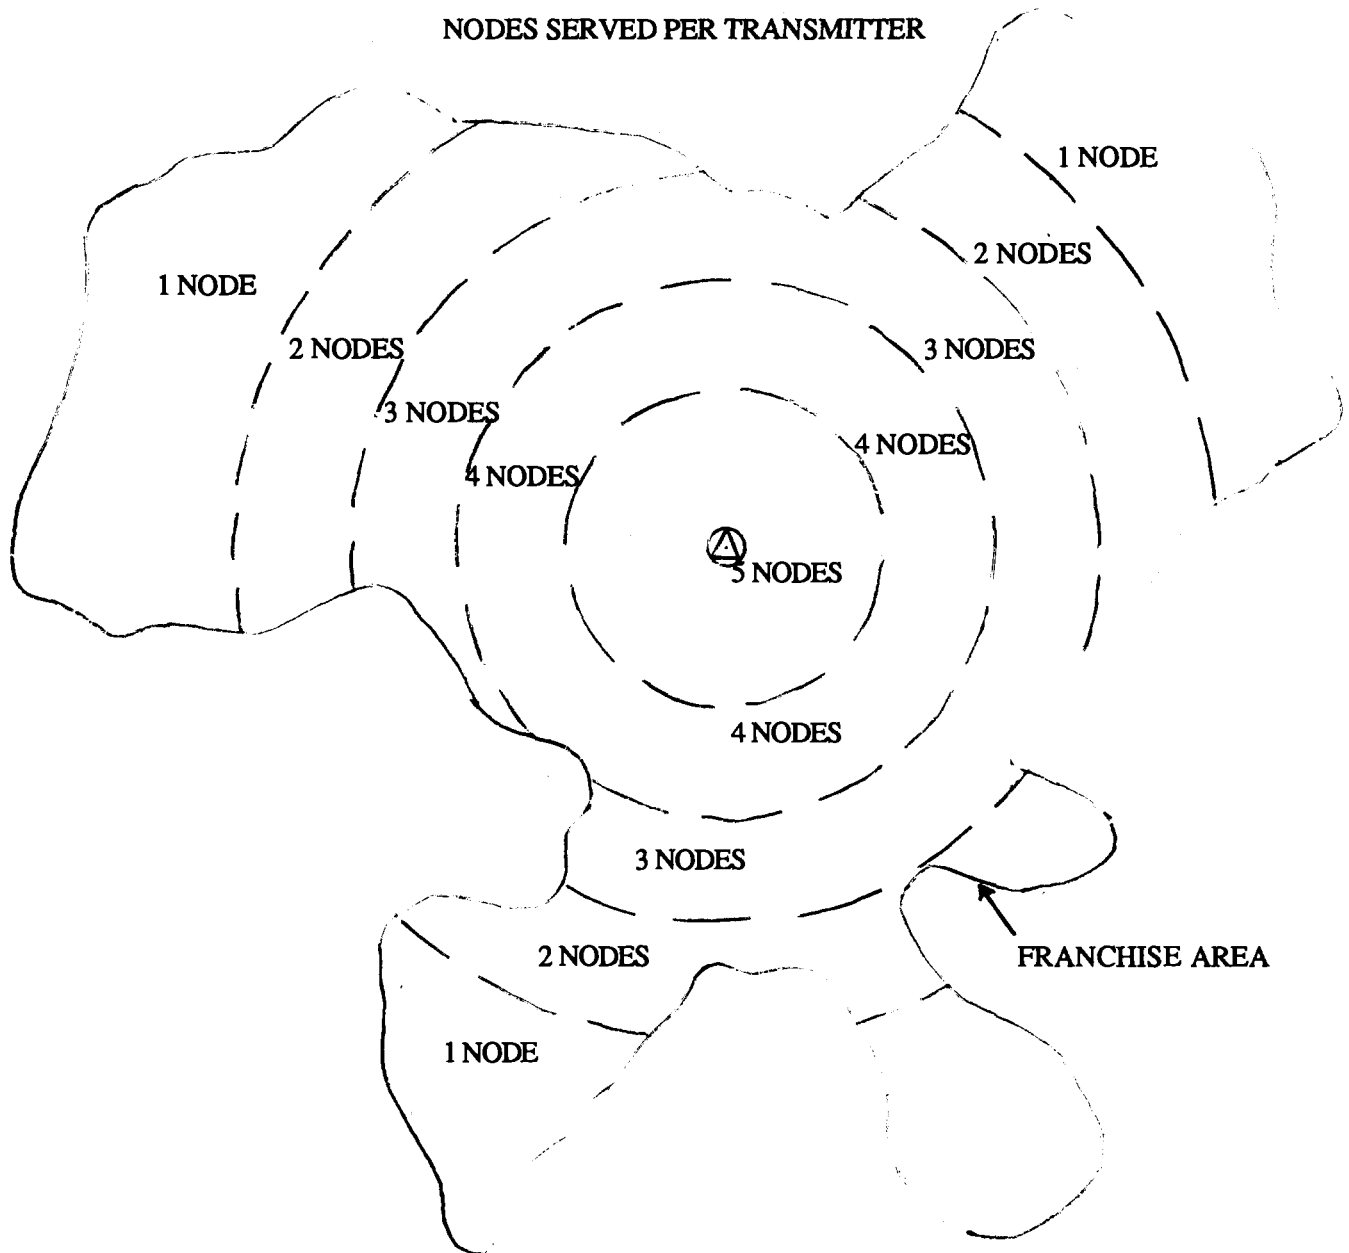 NODES SERVED PER TRANSMITTER
1 NODE
2 NODES
1 NODE
2 NODES
3 NODES
3 NODES
4 NODES
4 NODES
5 NODES
4 NODES
3 NODES
2 NODES
FRANCHISE AREA
1 NODE